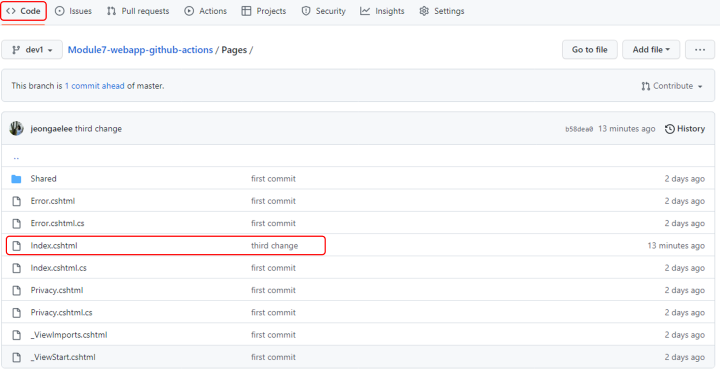 Code Issues Pull requests Actions Projects Security Insights Settings
dev1 Module7-webapp-github-actions / Pages / Go to file Add file ...
This branch is 1 commit ahead of master. Contribute
jeongaelee third change b58dea0 13 minutes ago History
..
Shared first commit 2 days ago
Error.cshtml first commit 2 days ago
Error.cshtml.cs first commit 2 days ago
Index.cshtml third change 13 minutes ago
Index.cshtml.cs first commit 2 days ago
Privacy.cshtml first commit 2 days ago
Privacy.cshtml.cs first commit 2 days ago
_ViewImports.cshtml first commit 2 days ago
_ViewStart.cshtml first commit 2 days ago